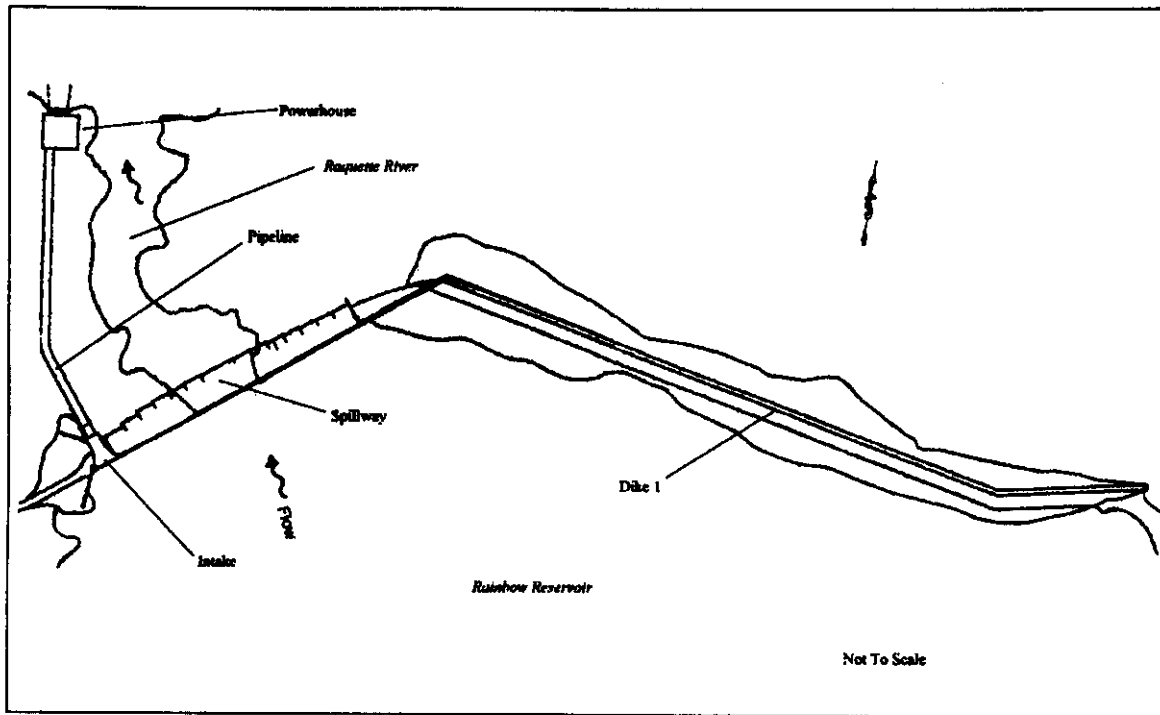 Powerhouse
Raquette River
Pipeline
Spillway
Dike 1
Flow
Intake
Rainbow Reservoir
Not To Scale